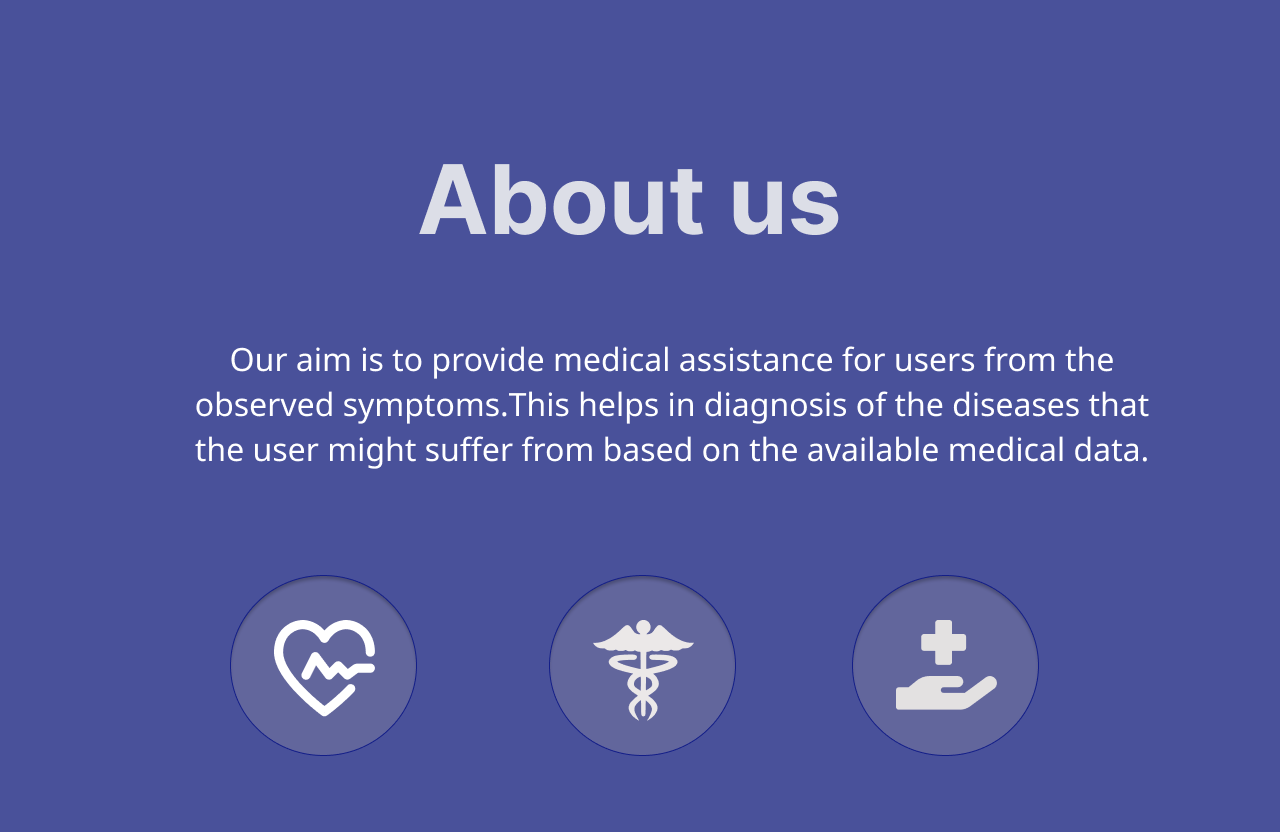 About us
Our aim is to provide medical assistance for users from the
observed symptoms.This helps in diagnosis of the diseases that
the user might suffer from based on the available medical data.